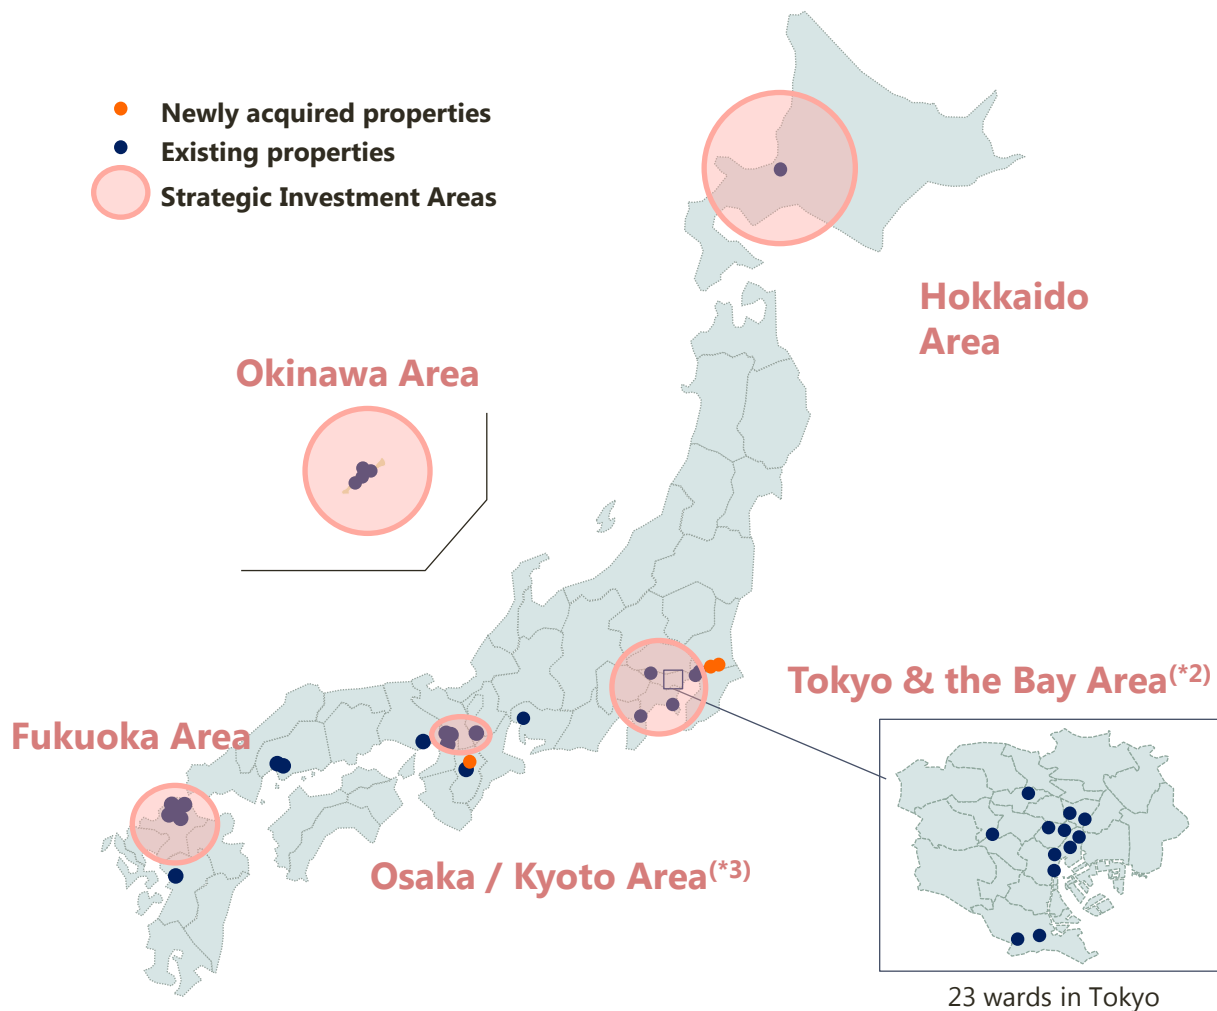 Newly acquired properties
Existing properties
Strategic Investment Areas
Hokkaido
Area
Okinawa Area
Tokyo & the Bay Area(*2)
Fukuoka Area
Osaka / Kyoto Area(*3)
23 wards in Tokyo